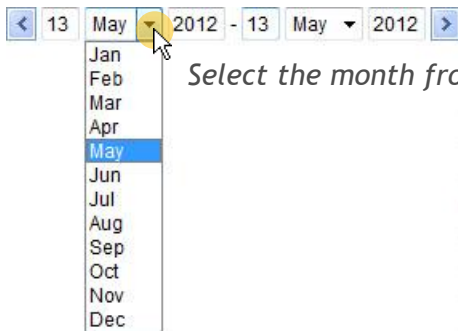 13 May 2012 - 13 May 2012
Jan
Select the month fro
Feb
Mar
Apr
May
Jun
Jul
Aug
Sep
Oct
Nov
Dec